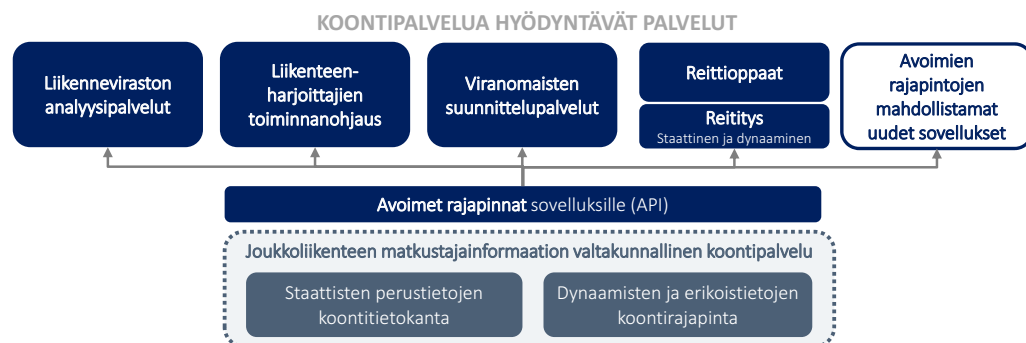 KOONTIPALVELUA HYÖDYNTÄVÄT PALVELUT
Liikenneviraston
analyysipalvelut
Liikenteen-
harjoittajien
toiminnanohjaus
Viranomaisten
suunnittelupalvelut
Reittioppaat
Reititys
Staattinen ja dynaaminen
Avoimien
rajapintojen
mahdollistamat
uudet sovellukset
Avoimet rajapinnat sovelluksille (API)
Joukkoliikenteen matkustajainformaation valtakunnallinen koontipalvelu
Staattisten perustietojen
koontitietokanta
Dynaamisten ja erikoistietojen
koontirajapinta